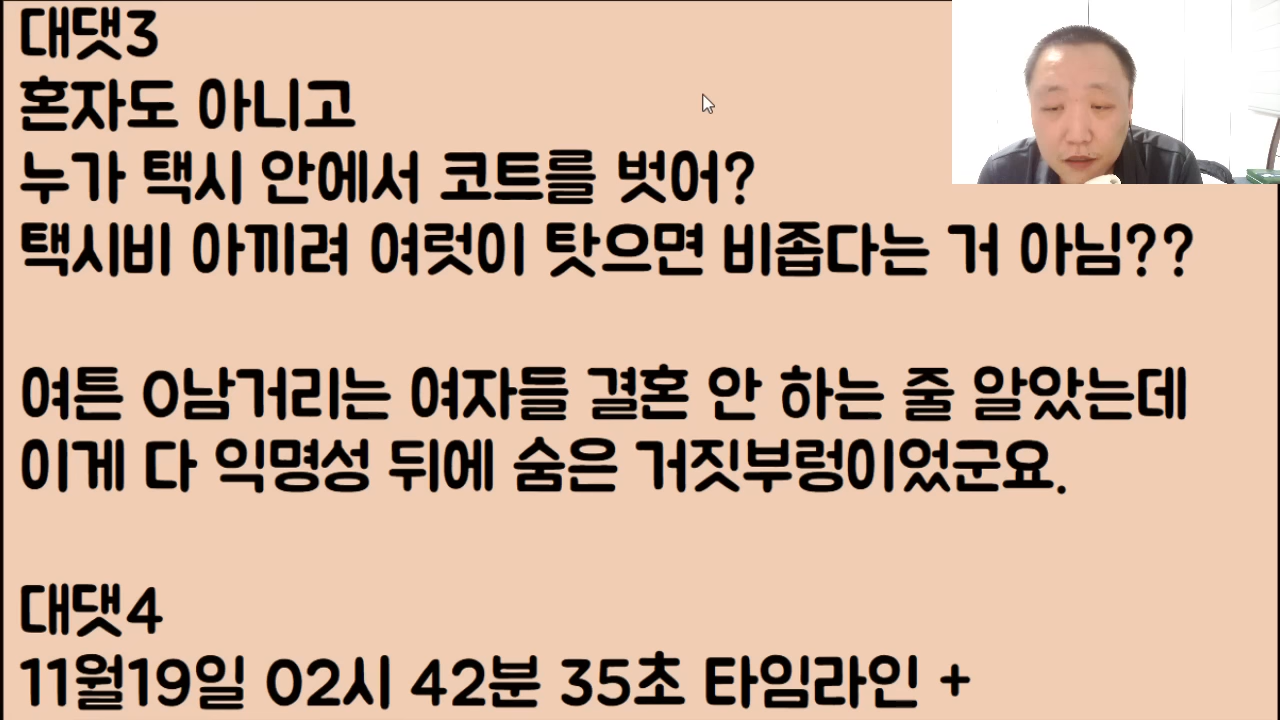 대댓3
혼자도 아니고
누가 택시 안에서 코트를 벗어?
택시비 아끼려 여럿이 탓으면 비좁다는 거 아님??
여튼 0남거리는 여자들 결혼 안 하는 줄 알았는데
이게 다 익명성 뒤에 숨은 거짓부렁이었군요.
대댓4
11월19일 02시 42분 35초 타임라인 +